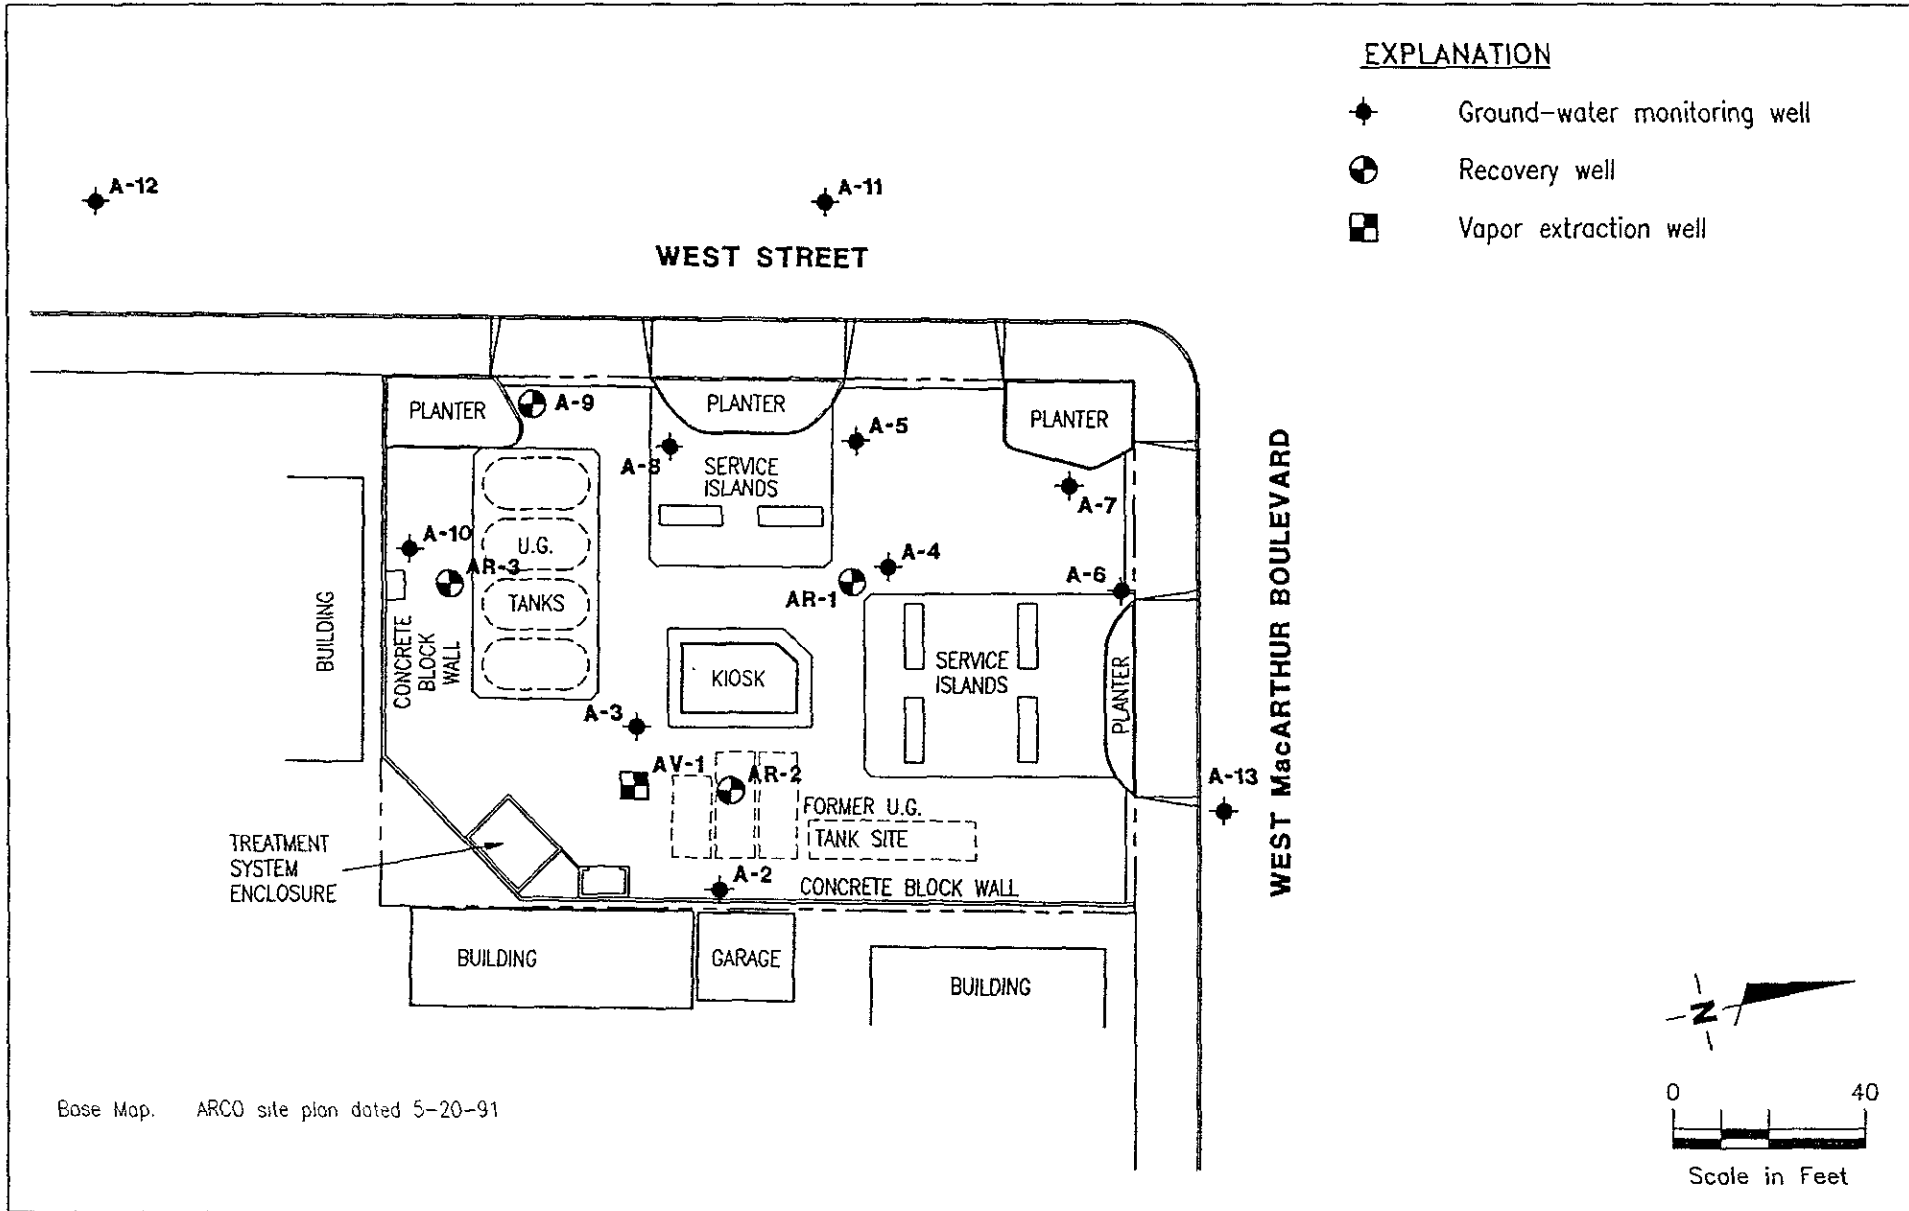 EXPLANATION
Ground-water monitoring well
Recovery well
Vapor extraction well
A-12
A-11
WEST STREET
PLANTER
A-9
PLANTER
A-5
PLANTER
A-8
SERVICE
ISLANDS
A-7
A-10
U.G.
AR-3
TANKS
A-4
AR-1
A-6
BUILDING
CONCRETE
BLOCK
WALL
KIOSK
SERVICE
ISLANDS
PLANTER
WEST MacARTHUR BOULEVARD
A-3
AV-1
AR-2
A-13
FORMER U.G.
TANK SITE
TREATMENT
SYSTEM
ENCLOSURE
A-2
CONCRETE BLOCK WALL
BUILDING
GARAGE
BUILDING
N
Base Map. ARCO site plan dated 5-20-91
0 40
Scale in Feet